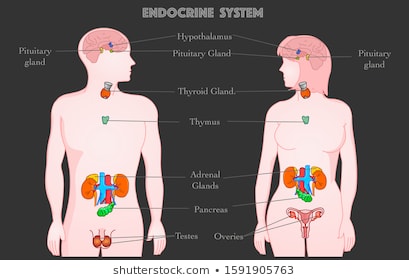 ENDOCRINE SYSTEM
Hypothalamus
Pituitary
gland
Pituitary Gland
Pituitary
gland
Thyroid Gland.
Thymus
Adrenal
Glands
Pancreas
Testes
Overies
shutterstock.com • 1591905763